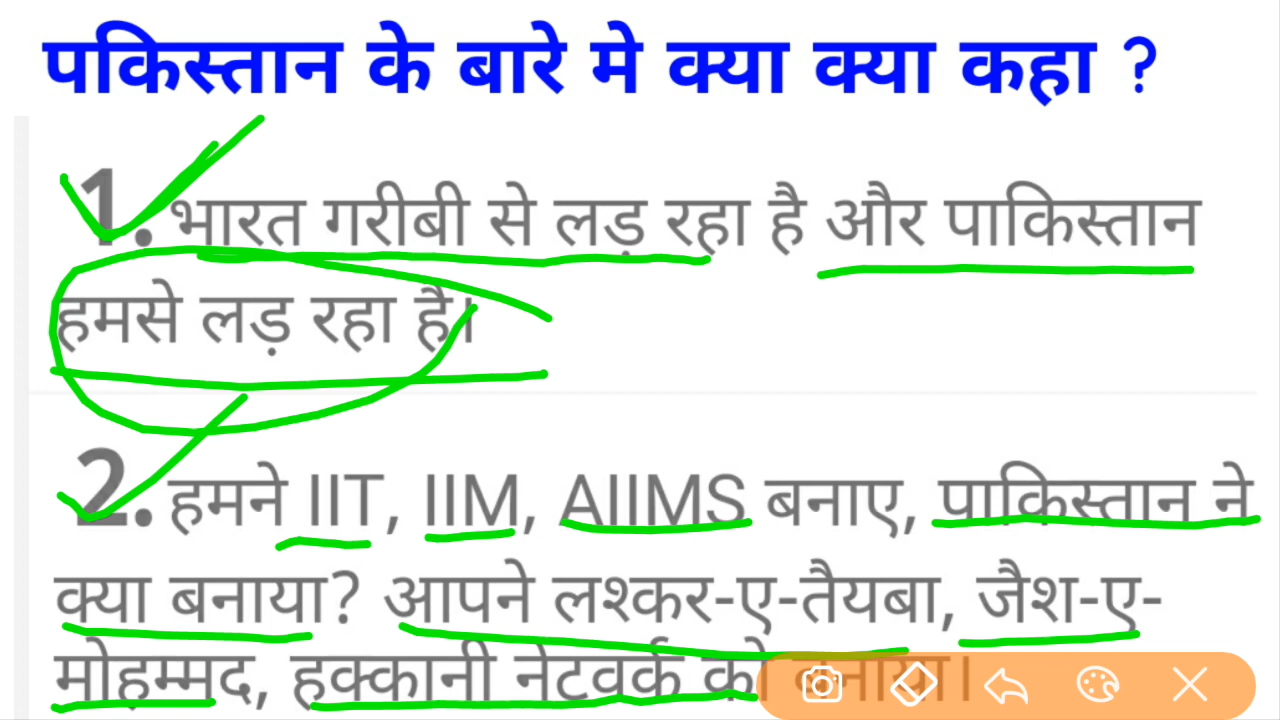 पकिस्तान के बारे मे क्या क्या कहा ?
1. भारत गरीबी से लड़ रहा है और पाकिस्तान
हमसे लड़ रहा है।
2. हमने IIT, IIM, AIIMS बनाए, पाकिस्तान ने
क्या बनाया? आपने लश्कर-ए-तैयबा, जैश-ए-
मोहम्मद, हक्कानी नेटवर्क को बनाया।